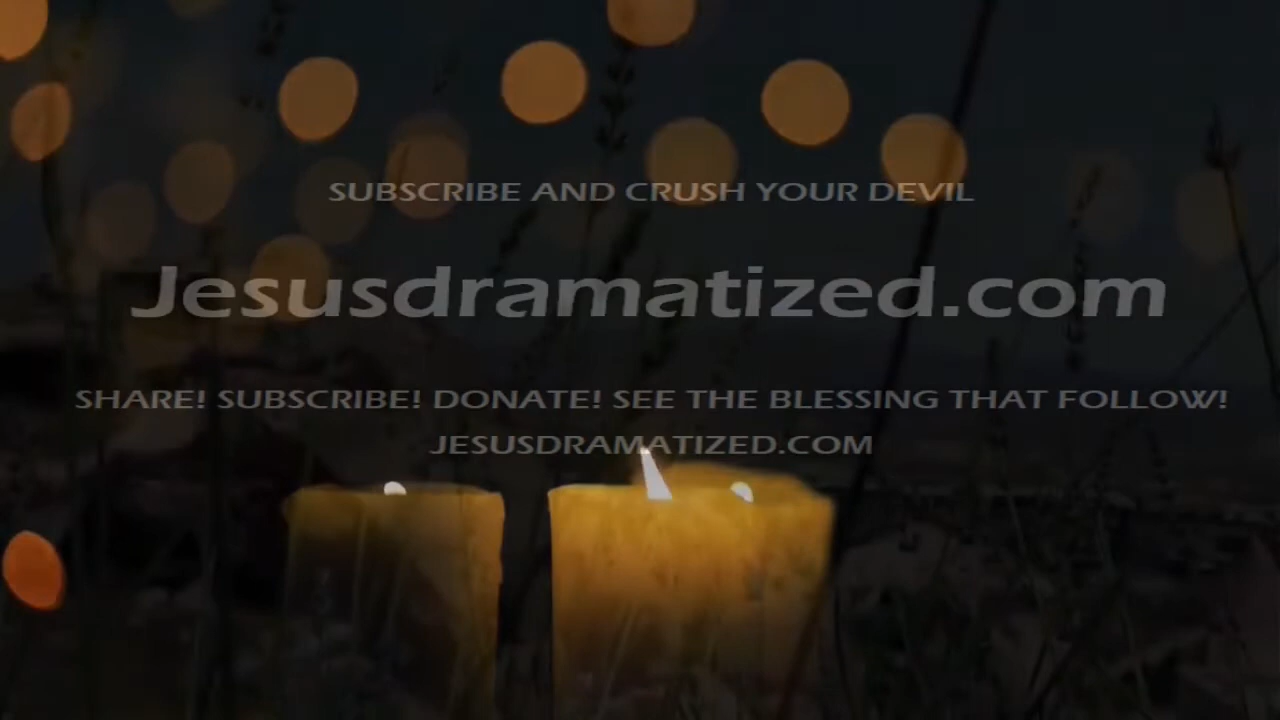 SUBSCRIBE AND CRUSH YOUR DEVIL
Jesusdramatized.com
SHARE! SUBSCRIBE! DONATE! SEE THE BLESSING THAT FOLLOW!
JESUSDRAMATIZED.COM